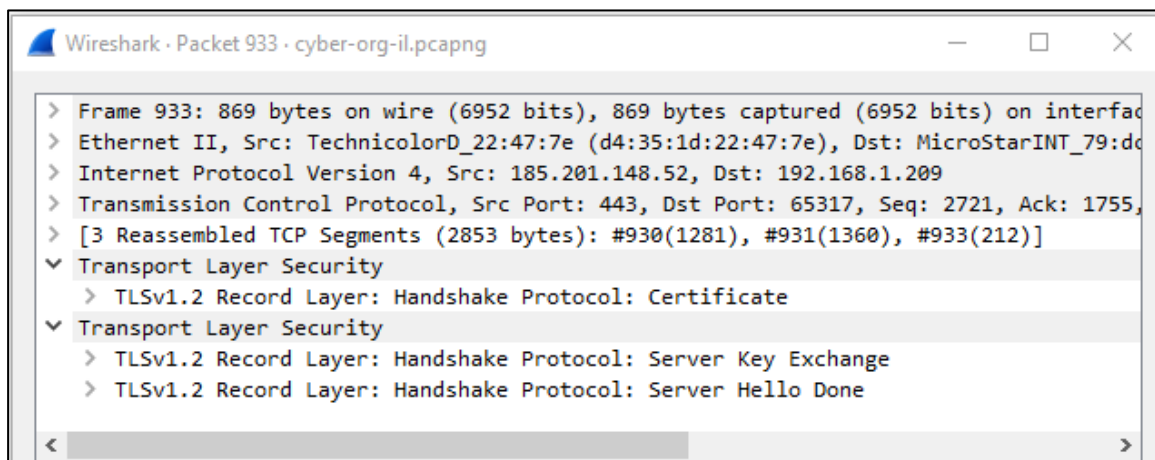 Wireshark · Packet 933 · cyber-org-il.pcapng
Frame 933: 869 bytes on wire (6952 bits), 869 bytes captured (6952 bits) on interfac
Ethernet II, Src: TechnicolorD_22:47:7e (d4:35:1d:22:47:7e), Dst: MicroStarINT_79:dc
Internet Protocol Version 4, Src: 185.201.148.52, Dst: 192.168.1.209
Transmission Control Protocol, Src Port: 443, Dst Port: 65317, Seq: 2721, Ack: 1755,
[3 Reassembled TCP Segments (2853 bytes): #930(1281), #931(1360), #933(212)]
Transport Layer Security
TLSv1.2 Record Layer: Handshake Protocol: Certificate
Transport Layer Security
TLSv1.2 Record Layer: Handshake Protocol: Server Key Exchange
TLSv1.2 Record Layer: Handshake Protocol: Server Hello Done